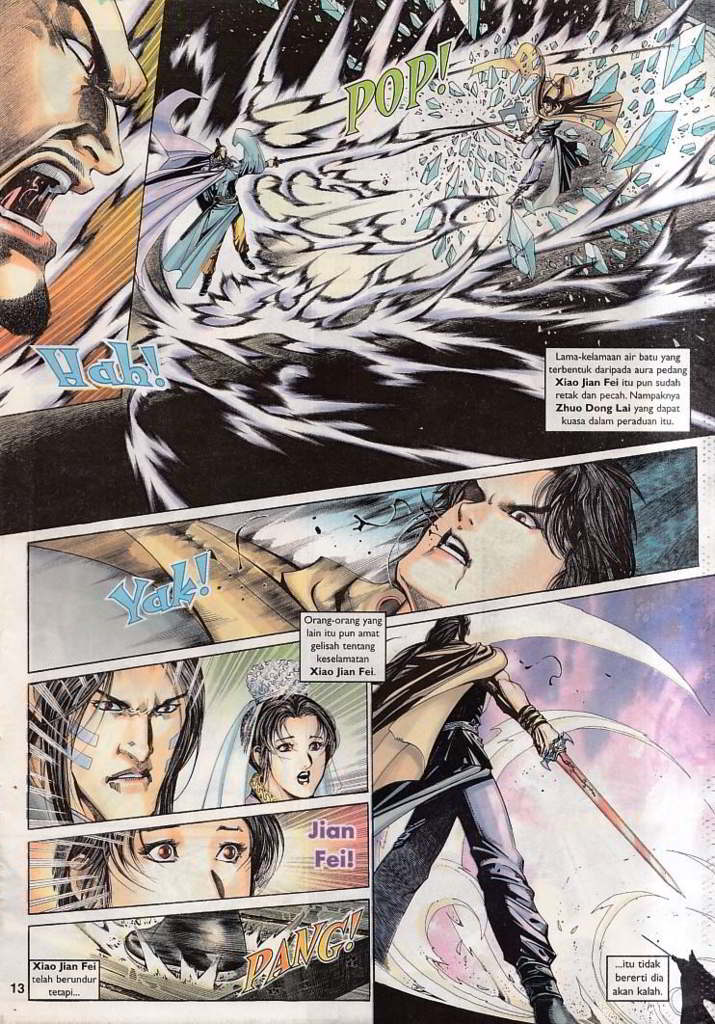 POP!
Hah!
Lama-kelamaan air batu yang
terbentuk daripada aura pedang
Xiao Jian Fei itu pun sudah
retak dan pecah. Nampaknya
Zhuo Dong Lai yang dapat
kuasa dalam peraduan itu.
Yak!
Orang-orang yang
lain itu pun amat
gelisah tentang
keselamatan
Xiao Jian Fei.
Jian
Fei!
PANG!
Xiao Jian Fei
telah berundur
tetapi...
...itu tidak
bererti dia
akan kalah.
13